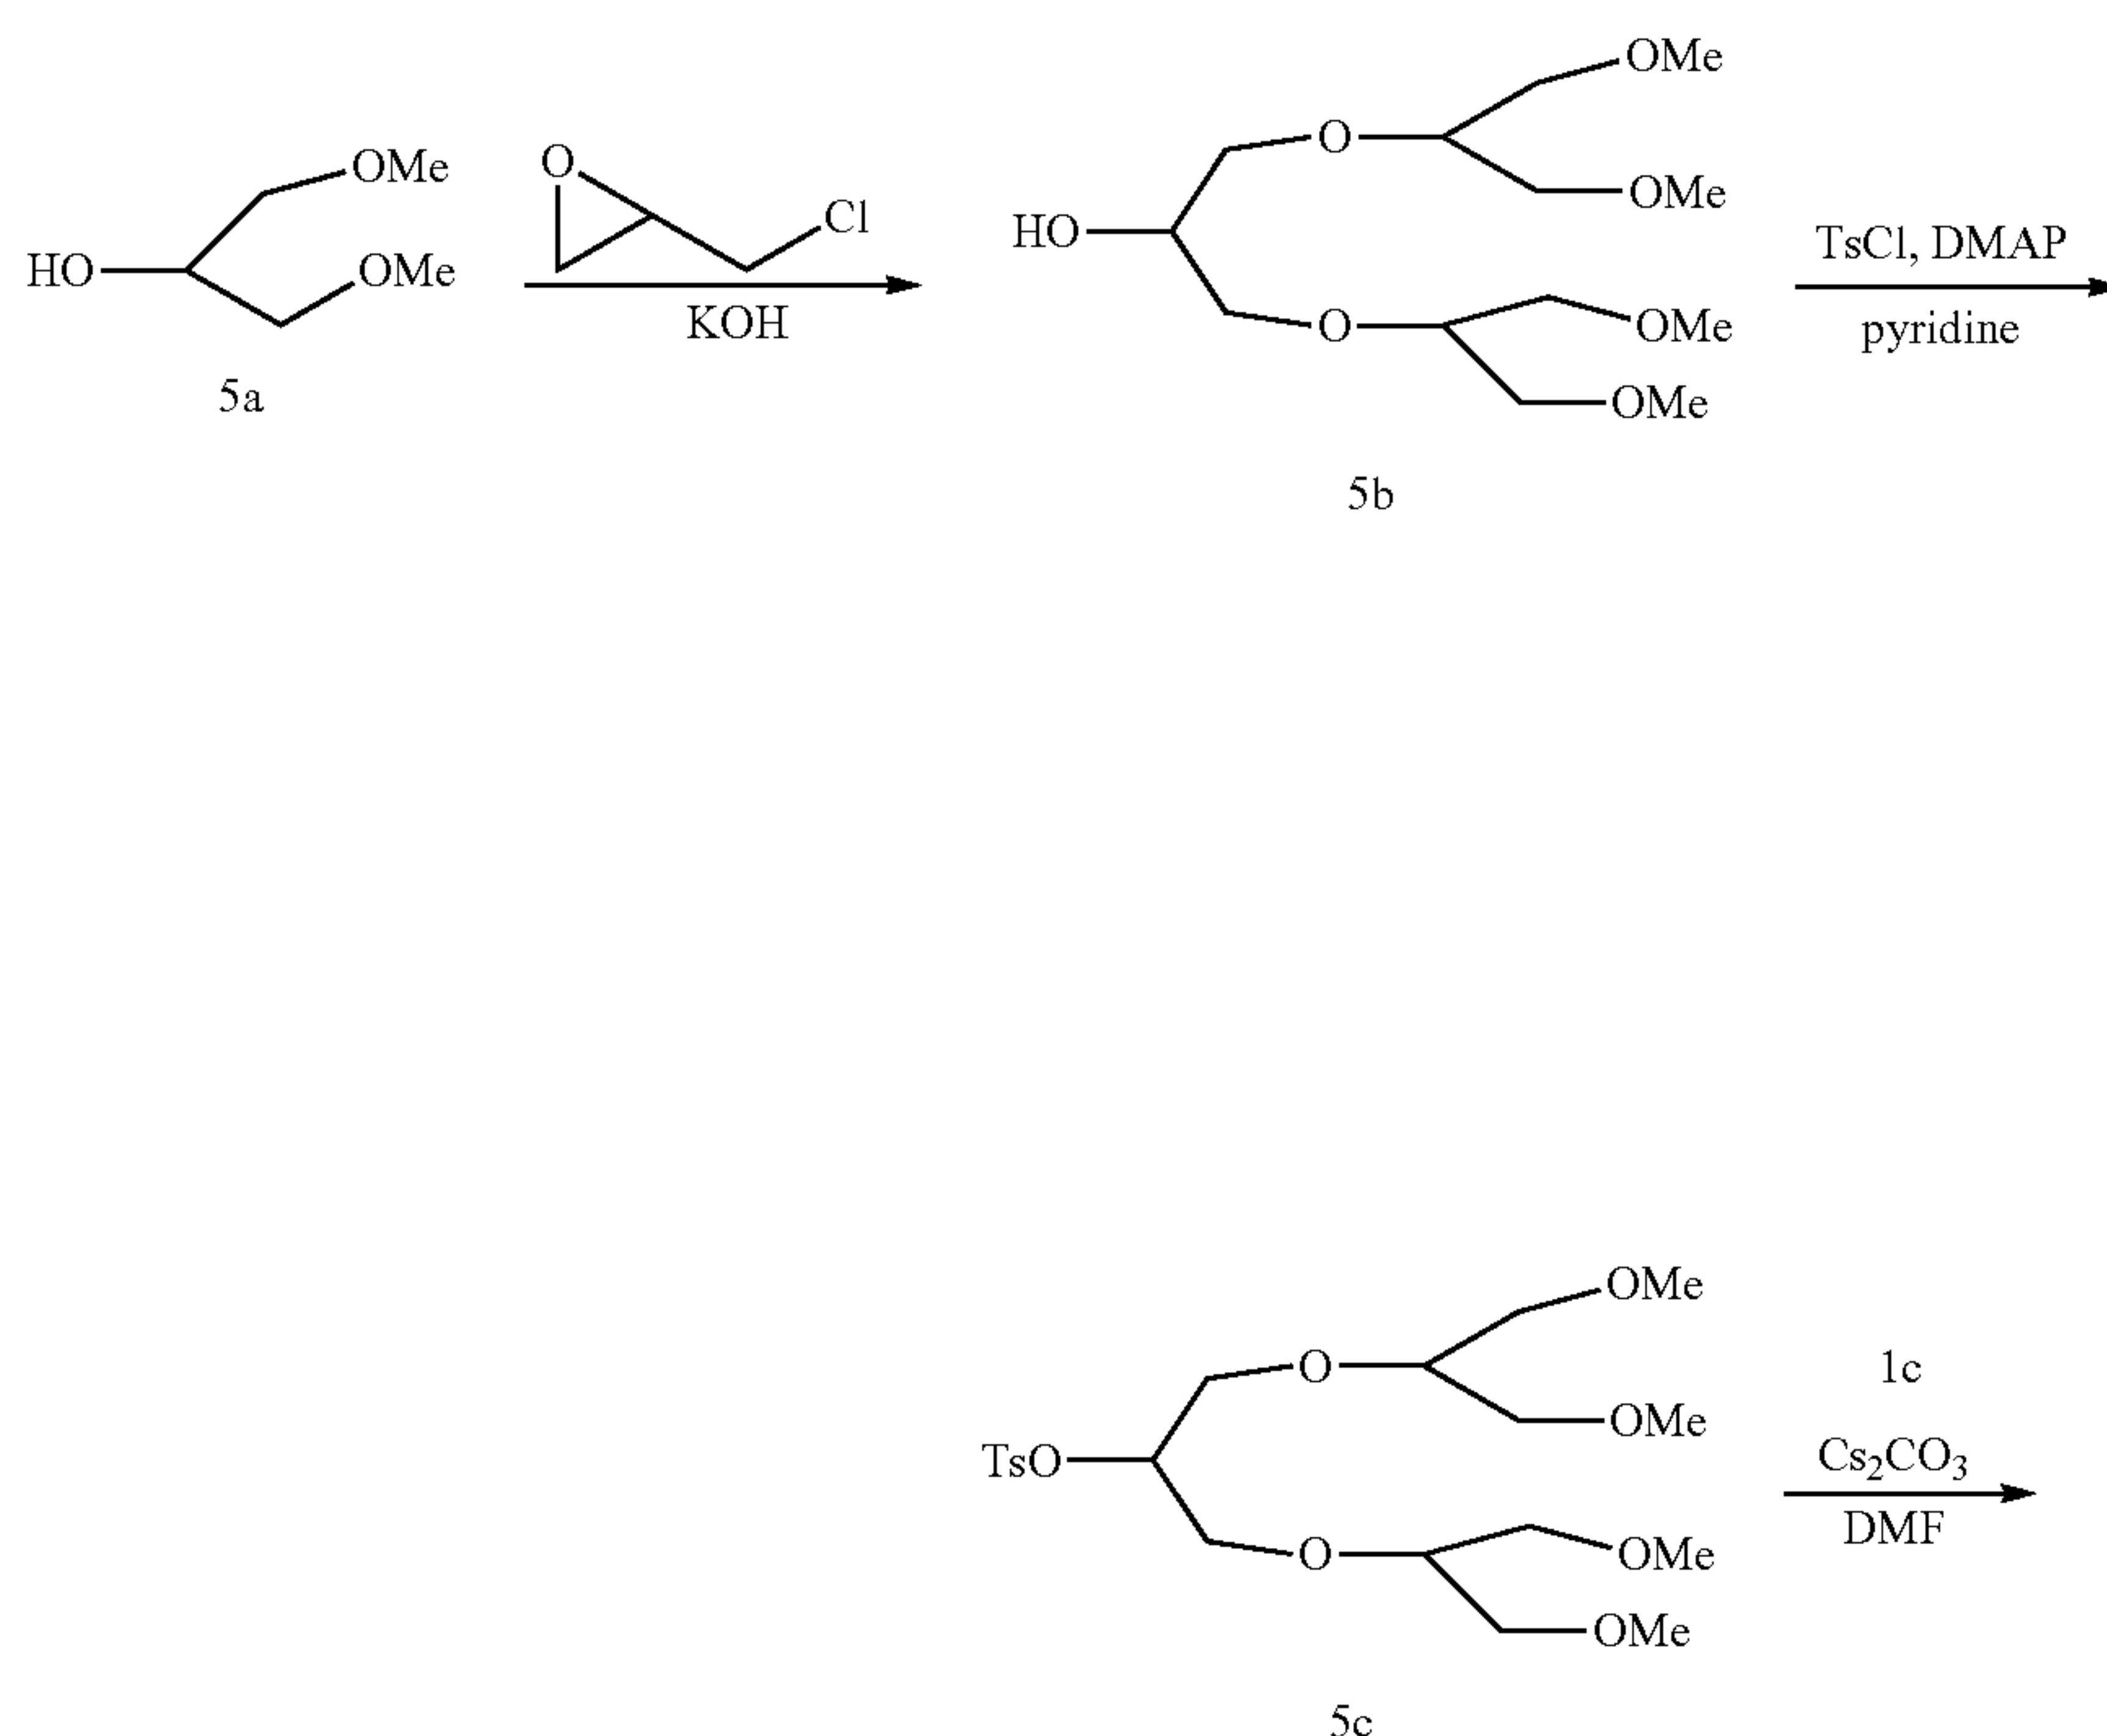 OMe
O
OMe
OMe
O
Cl
HO
OMe
HO
KOH
O
OMe
OMe
5a
5b
TsCl, DMAP
pyridine
OMe
O
OMe
TsO
O
OMe
OMe
5c
1c
Cs₂CO₃
DMF